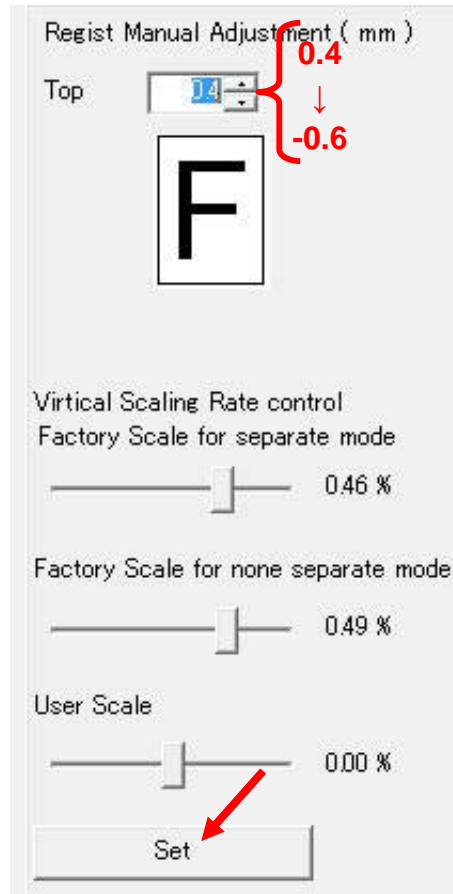 Regist Manual Adjustment ( mm )
0.4
Top 0.4
↓
-0.6
F
Virtical Scaling Rate control
Factory Scale for separate mode
0.46 %
Factory Scale for none separate mode
0.49 %
User Scale
0.00 %
Set